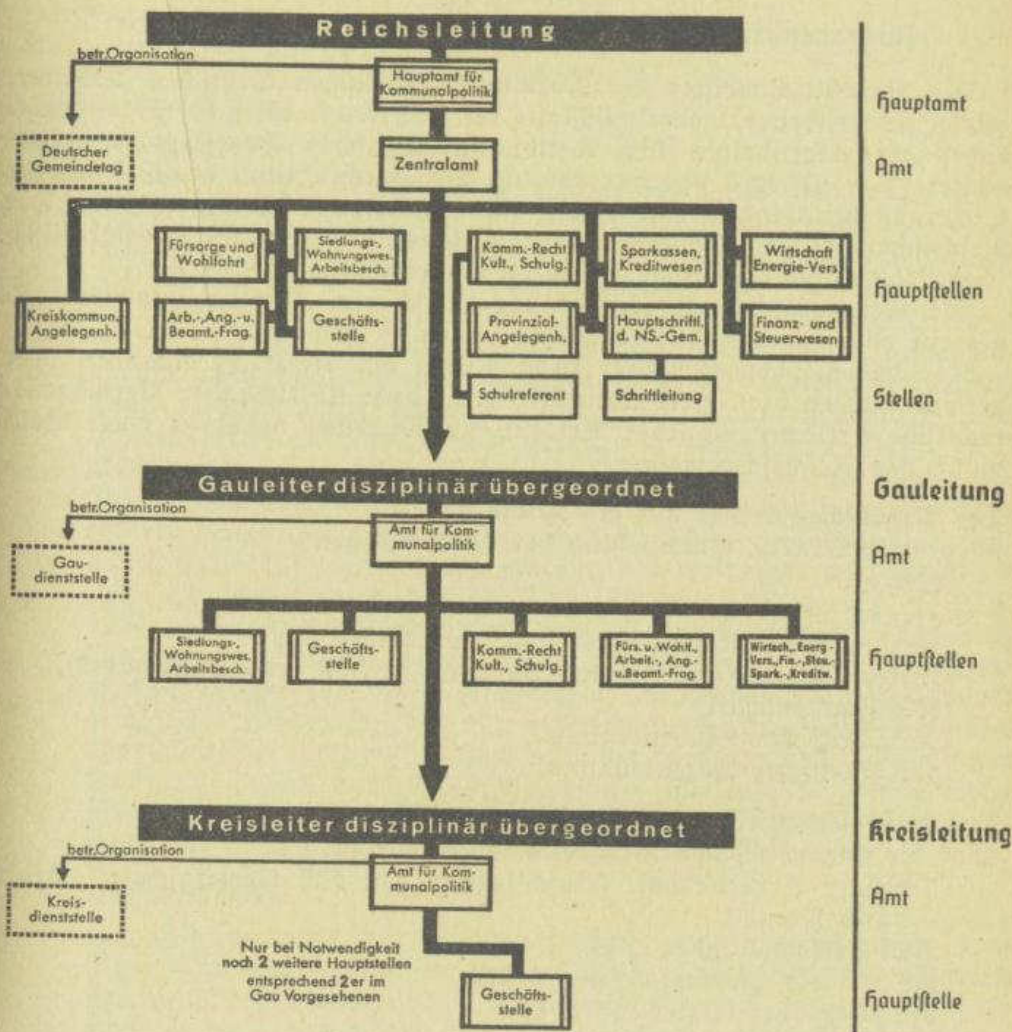 Reichsleitung
betr.Organisation
Hauptamt für
Kommunalpolitik
Hauptamt
Deutscher
Gemeindetag
Zentralamt
Amt
Fürsorge und
Wohlfahrt
Siedlungs-,
Wohnungswes.
Arbeitsbesch.
Komm.-Recht
Kult., Schulg.
Sparkassen,
Kreditwesen
Wirtschaft
Energie-Vers.
Hauptstellen
Kreiskommun.
Angelegenh.
Arb.-,Ang.-u.
Beamt.-Frag.
Geschäfts-
stelle
Provinzial-
Angelegenh.
Hauptschriftl.
d. NS.-Gem.
Finanz- und
Steuerwesen
Schulreferent
Schriftleitung
Stellen
Gauleiter disziplinär übergeordnet
Gauleitung
betr.Organisation
Amt für Kom-
munalpolitik
Amt
Gau-
dienststelle
Siedlungs-,
Wohnungswes.
Arbeitsbesch.
Geschäfts-
stelle
Komm.-Recht
Kult., Schulg.
Fürs. u. Wohlf.,
Arbeit.-, Ang.-
u.Beamt.-Frag.
Wirtsch,. Energ-
Vers.,Fin.-,Steu.-
Spark.-,Kreditw.
Hauptstellen
Kreisleiter disziplinär übergeordnet
Kreisleitung
betr.Organisation
Amt für Kom-
munalpolitik
Amt
Kreis-
dienststelle
Nur bei Notwendigkeit
noch 2 weitere Hauptstellen
entsprechend 2er im
Gau Vorgesehenen
Geschäfts-
stelle
Hauptstelle